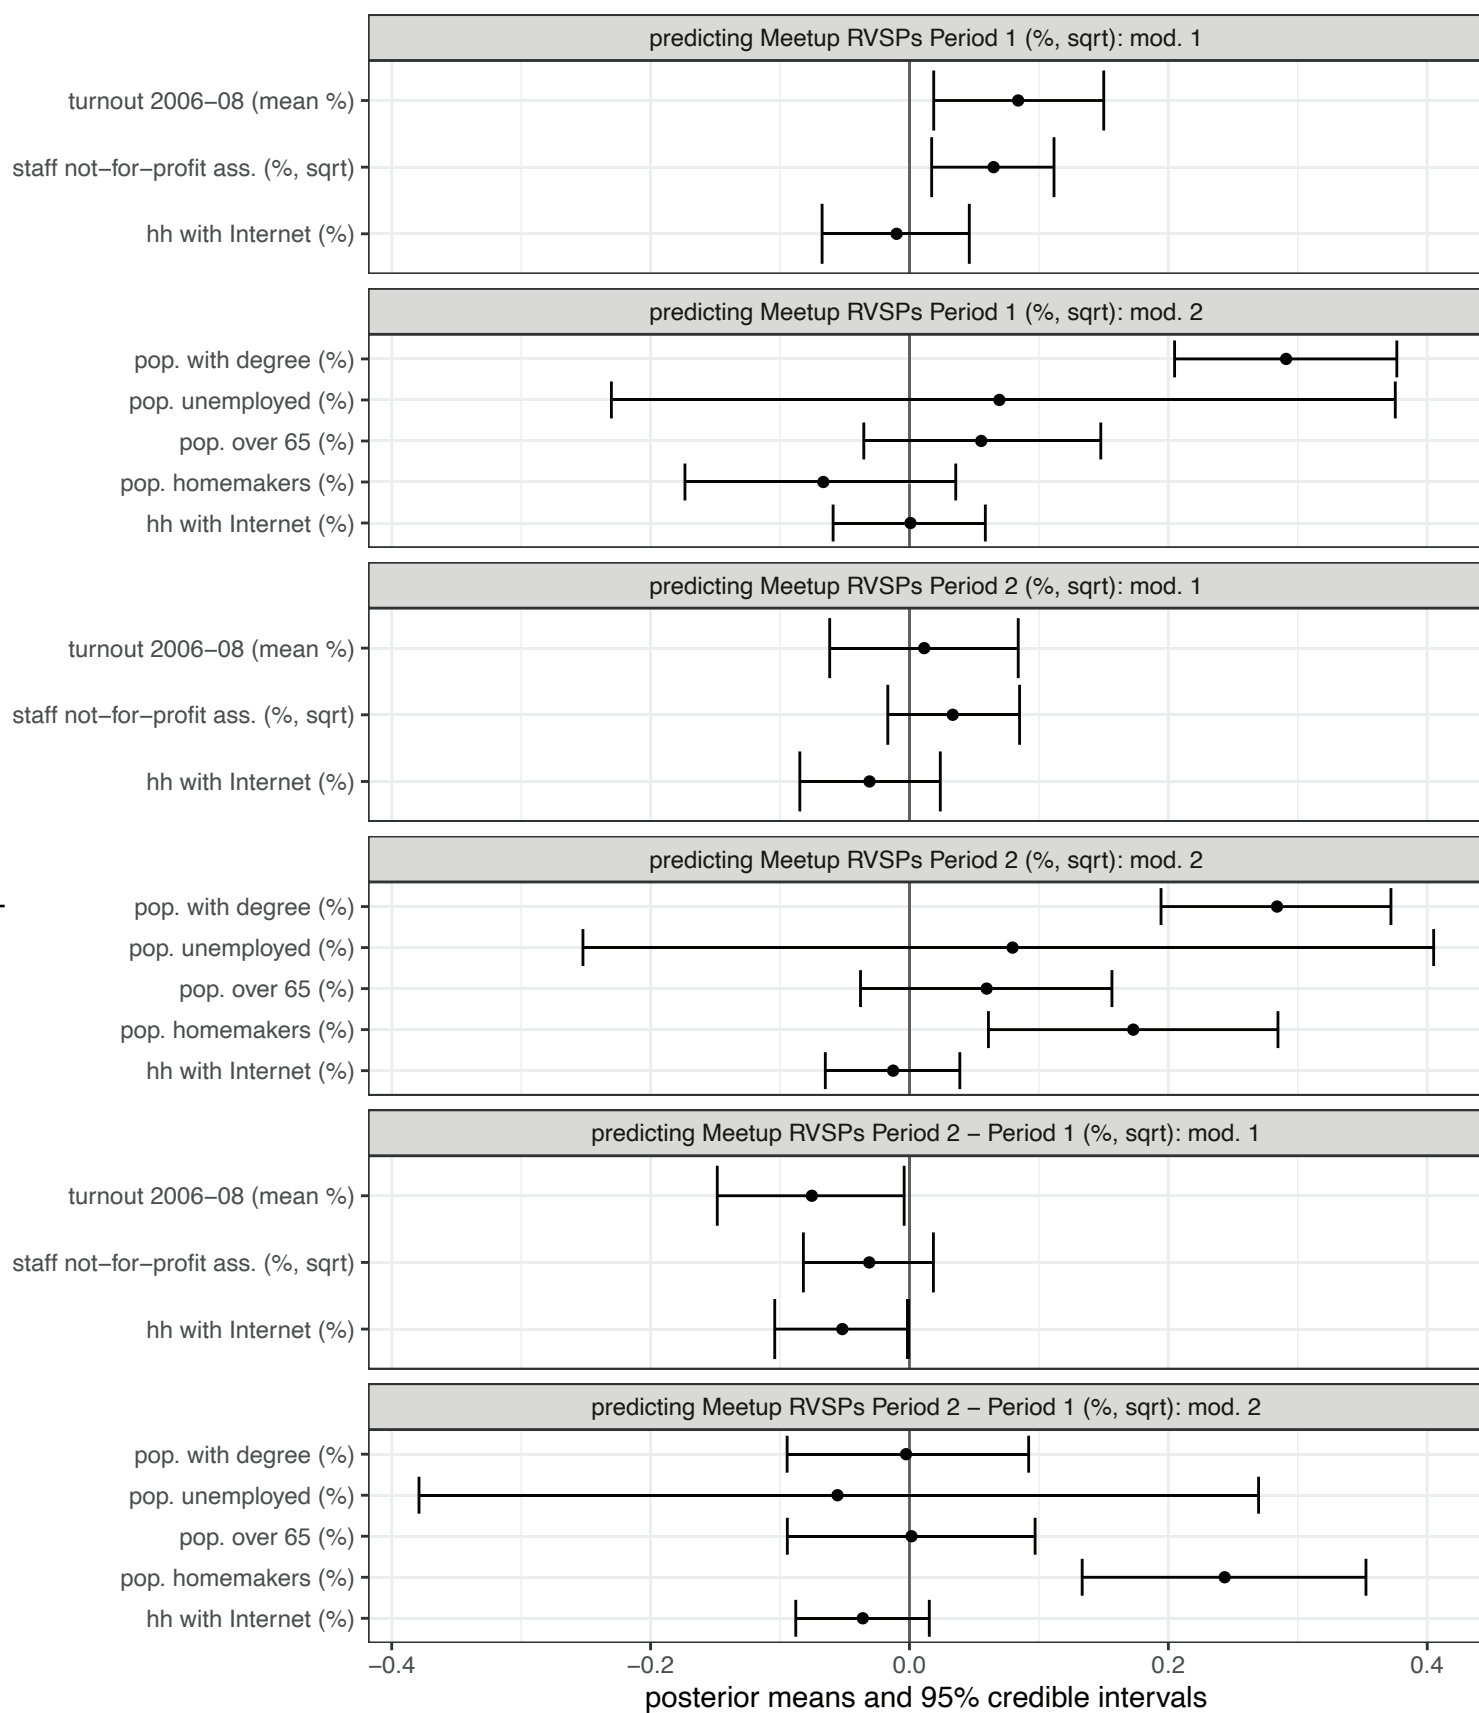 predicting Meetup RVSPs Period 1 (%, sqrt): mod. 1
turnout 2006–08 (mean %)
staff not–for–profit ass. (%, sqrt)
hh with Internet (%)
predicting Meetup RVSPs Period 1 (%, sqrt): mod. 2
pop. with degree (%)
pop. unemployed (%)
pop. over 65 (%)
pop. homemakers (%)
hh with Internet (%)
predicting Meetup RVSPs Period 2 (%, sqrt): mod. 1
turnout 2006–08 (mean %)
staff not–for–profit ass. (%, sqrt)
hh with Internet (%)
predicting Meetup RVSPs Period 2 (%, sqrt): mod. 2
pop. with degree (%)
pop. unemployed (%)
pop. over 65 (%)
pop. homemakers (%)
hh with Internet (%)
predicting Meetup RVSPs Period 2 – Period 1 (%, sqrt): mod. 1
turnout 2006–08 (mean %)
staff not–for–profit ass. (%, sqrt)
hh with Internet (%)
predicting Meetup RVSPs Period 2 – Period 1 (%, sqrt): mod. 2
pop. with degree (%)
pop. unemployed (%)
pop. over 65 (%)
pop. homemakers (%)
hh with Internet (%)
−0.4 −0.2 0.0 0.2 0.4
posterior means and 95% credible intervals